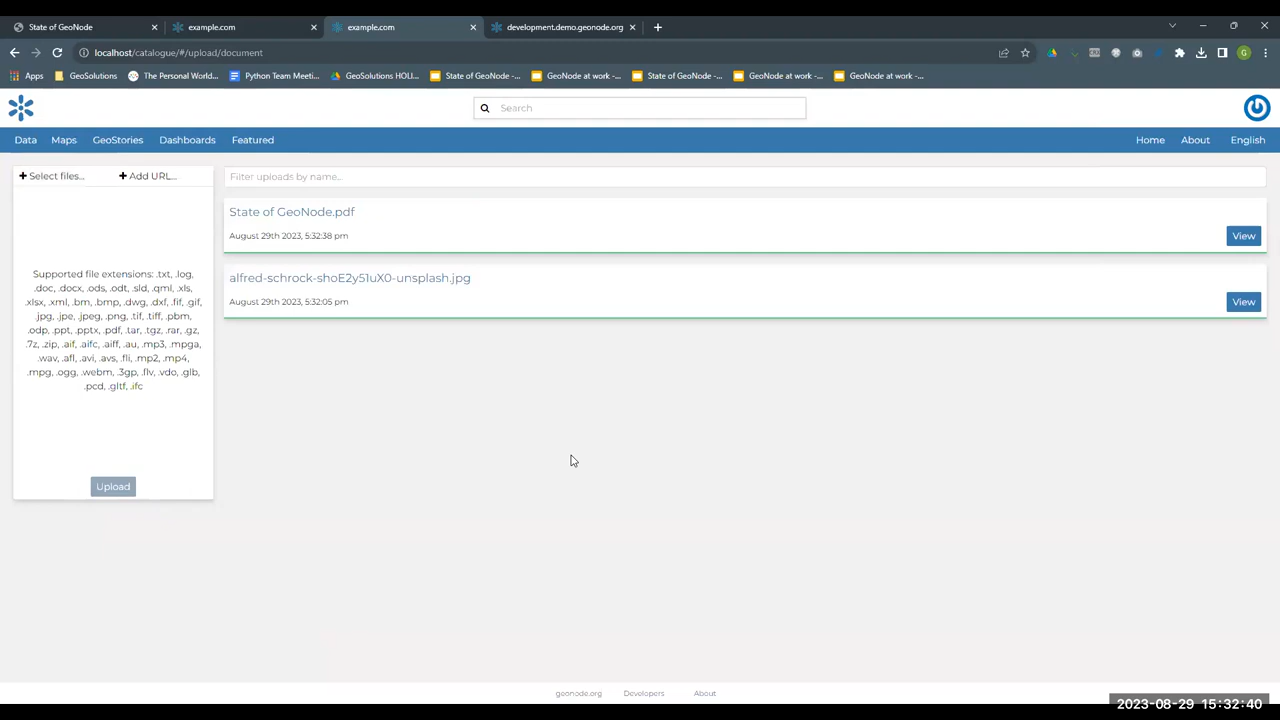 State of GeoNode
example.com
example.com
development.demo.geonode.org
localhost/catalogue/#/upload/document
G
Apps
GeoSolutions
The Personal World...
Python Team Meeti...
GeoSolutions HOLI...
State of GeoNode -...
GeoNode at work -...
State of GeoNode -...
GeoNode at work -...
GeoNode at work -...
Search
Data
Maps
GeoStories
Dashboards
Featured
Home
About
English
Select files...
Add URL...
Filter uploads by name...
Supported file extensions: .txt, .log,
.doc, .docx, .ods, .odt, .sld, .qml, .xls,
.xlsx, .xml, .bm, .bmp, .dwg, .dxf, .fif, .gif,
.jpg, .jpe, .jpeg, .png, .tif, .tiff, .pbm,
.odp, .ppt, .pptx, .pdf, .tar, .tgz, .rar, .gz,
.7z, .zip, .aif, .aifc, .aiff, .au, .mp3, .mpga,
.wav, .afl, .avi, .avs, .fli, .mp2, .mp4,
.mpg, .ogg, .webm, .3gp, .flv, .vdo, .glb,
.pcd, .gltf, .ifc
Upload
State of GeoNode.pdf
August 29th 2023, 5:32:38 pm
View
alfred-schrock-shoE2y51uX0-unsplash.jpg
August 29th 2023, 5:32:05 pm
View
geonode.org
Developers
About
2023-08-29 15:32:40